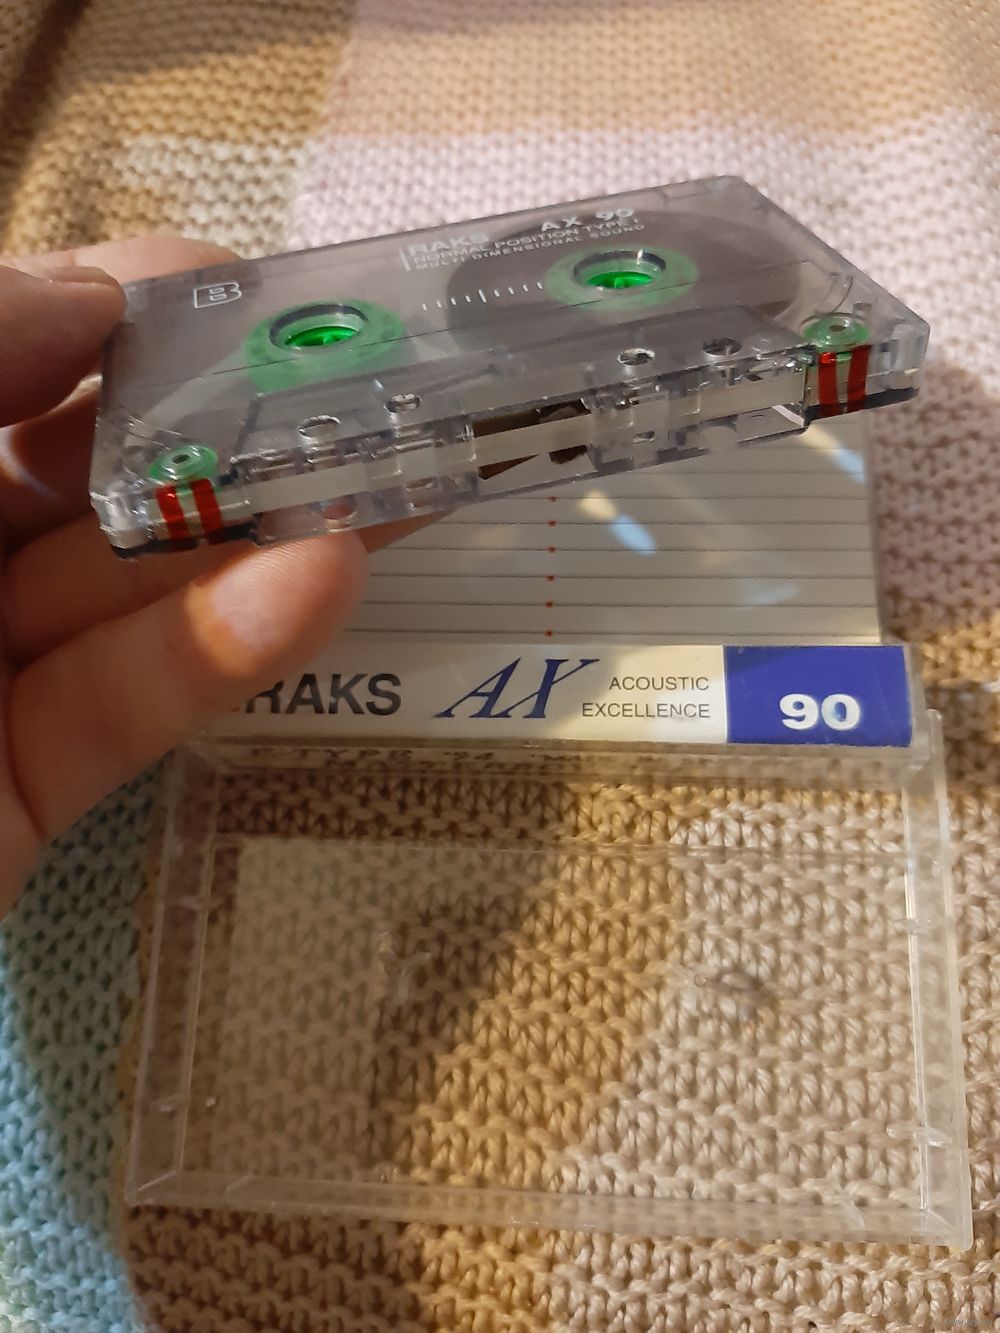 RAKS AX 90
NORMAL POSITION TYPE I
MULTI DIMENSIONAL SOUND
B
RAKS AX ACOUSTIC EXCELLENCE 90